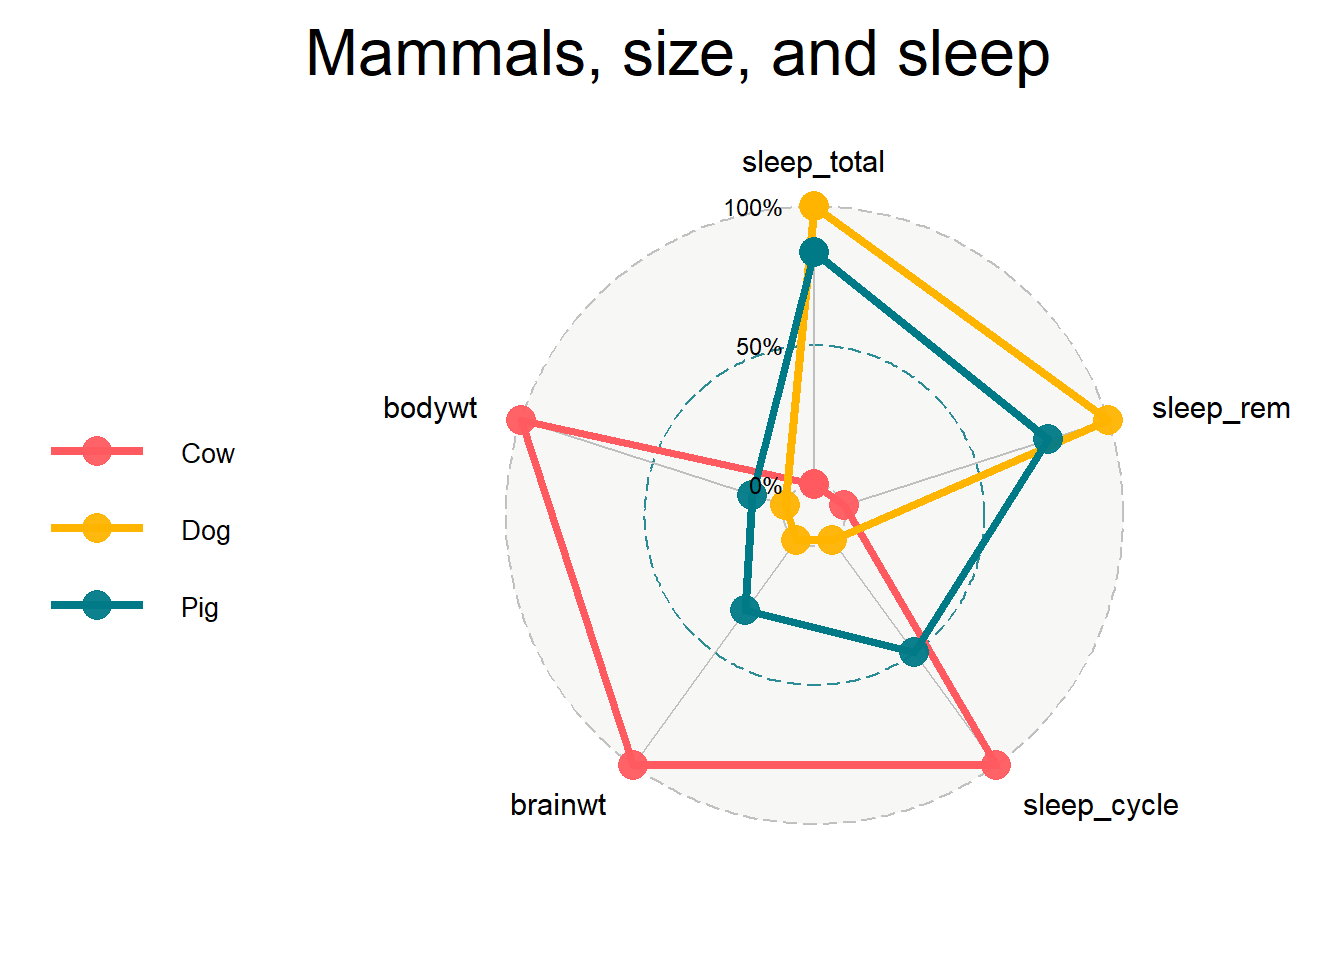 Mammals, size, and sleep
sleep_total
100%
50%
0%
sleep_rem
bodywt
Cow
Dog
Pig
brainwt
sleep_cycle